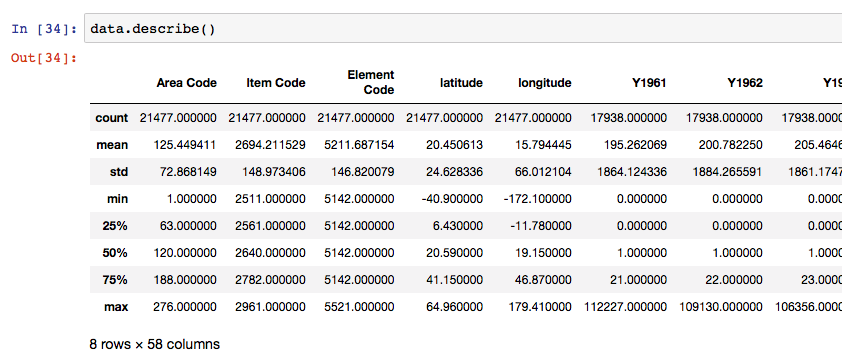 In [34]: data.describe()
Out[34]:
Area Code Item Code Element Code latitude longitude Y1961 Y1962 Y19
count 21477.000000 21477.000000 21477.000000 21477.000000 21477.000000 17938.000000 17938.000000 17938.000
mean 125.449411 2694.211529 5211.687154 20.450613 15.794445 195.262069 200.782250 205.4646
std 72.868149 148.973406 146.820079 24.628336 66.012104 1864.124336 1884.265591 1861.1747
min 1.000000 2511.000000 5142.000000 -40.900000 -172.100000 0.000000 0.000000 0.0000
25% 63.000000 2561.000000 5142.000000 6.430000 -11.780000 0.000000 0.000000 0.0000
50% 120.000000 2640.000000 5142.000000 20.590000 19.150000 1.000000 1.000000 1.0000
75% 188.000000 2782.000000 5142.000000 41.150000 46.870000 21.000000 22.000000 23.0000
max 276.000000 2961.000000 5521.000000 64.960000 179.410000 112227.000000 109130.000000 106356.000
8 rows × 58 columns